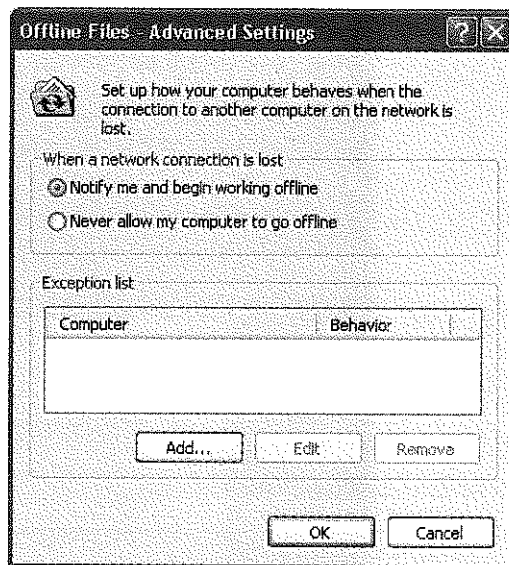 Offline Files - Advanced Settings
Set up how your computer behaves when the
connection to another computer on the network is
lost.
When a network connection is lost
Notify me and begin working offline
Never allow my computer to go offline
Exception list
Computer Behavior
Add... Edit Remove
OK Cancel